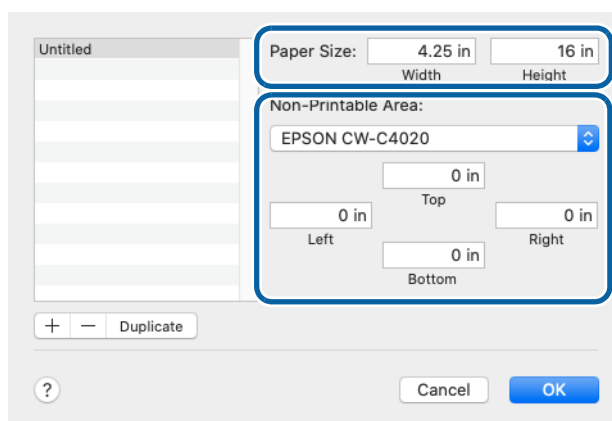 Untitled
Paper Size: 4.25 in 16 in
Width Height
Non-Printable Area:
EPSON CW-C4020
0 in
Top
0 in 0 in
Left Right
0 in
Bottom
+ − Duplicate
? Cancel OK